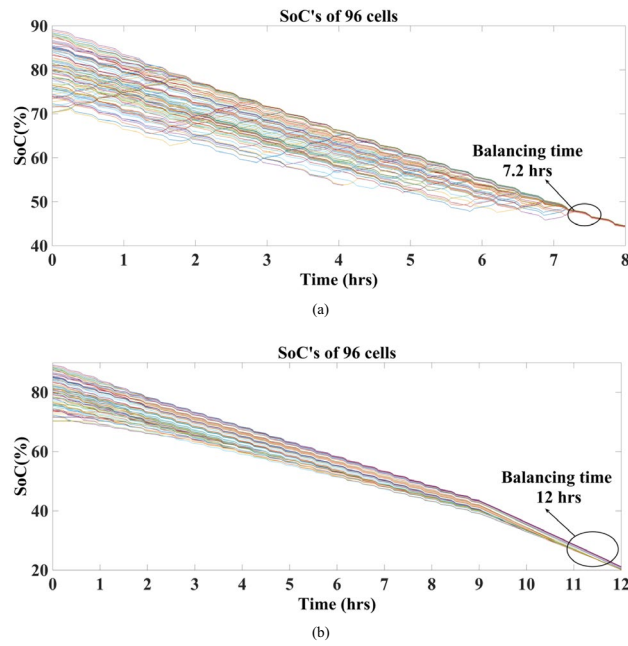 SoC's of 96 cells
90
80
70
60
50
40
SoC(%)
Balancing time
7.2 hrs
0 1 2 3 4 5 6 7 8
Time (hrs)
(a)
SoC's of 96 cells
80
60
40
20
SoC(%)
Balancing time
12 hrs
0 1 2 3 4 5 6 7 8 9 10 11 12
Time (hrs)
(b)